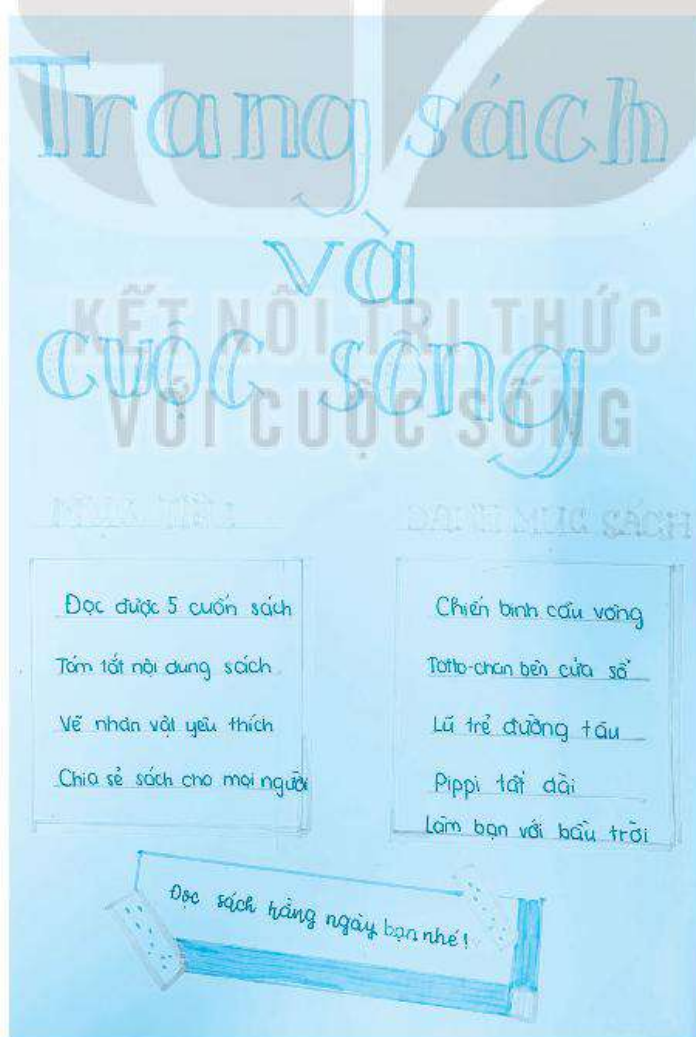 Trang sách
và
cuộc sống
KẾT NỐI TRI THỨC
VỚI CUỘC SỐNG
MỤC TIÊU
Đọc được 5 cuốn sách
Tóm tắt nội dung sách
Vẽ nhân vật yêu thích
Chia sẻ sách cho mọi người
DANH MỤC SÁCH
Chiến binh cầu vồng
Totto-chan bên cửa sổ
Lũ trẻ đường tàu
Pippi tất dài
Làm bạn với bầu trời
Đọc sách hằng ngày bạn nhé!